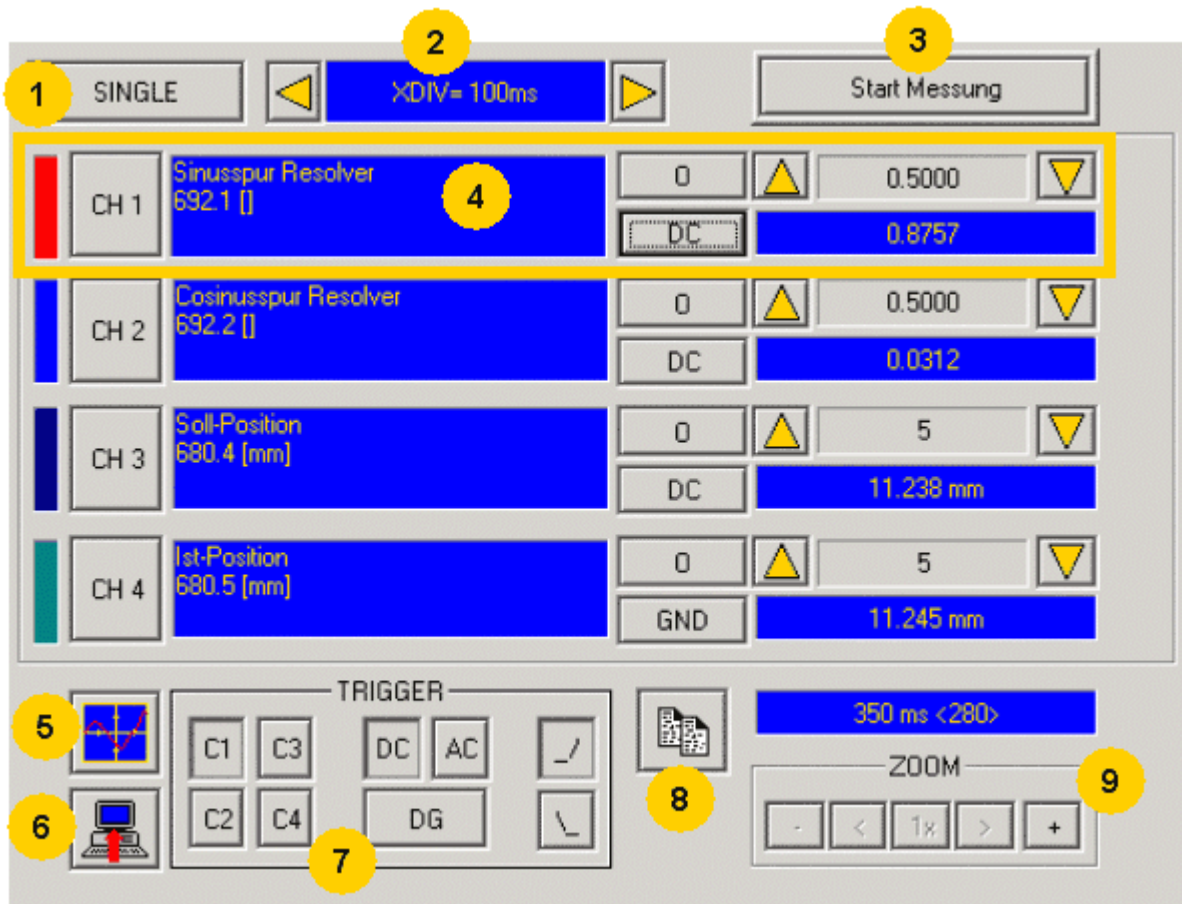 2
3
1
SINGLE
XDIV= 100ms
Start Messung
CH 1
Sinusspur Resolver
692.1 []
4
0
0.5000
DC
0.8757
CH 2
Cosinusspur Resolver
692.2 []
0
0.5000
DC
0.0312
CH 3
Soll-Position
680.4 [mm]
0
5
DC
11.238 mm
CH 4
Ist-Position
680.5 [mm]
0
5
GND
11.245 mm
5
TRIGGER
C1
C3
DC
AC
_/
350 ms <280>
ZOOM
9
8
6
C2
C4
DG
\_
7
-
<
1x
>
+